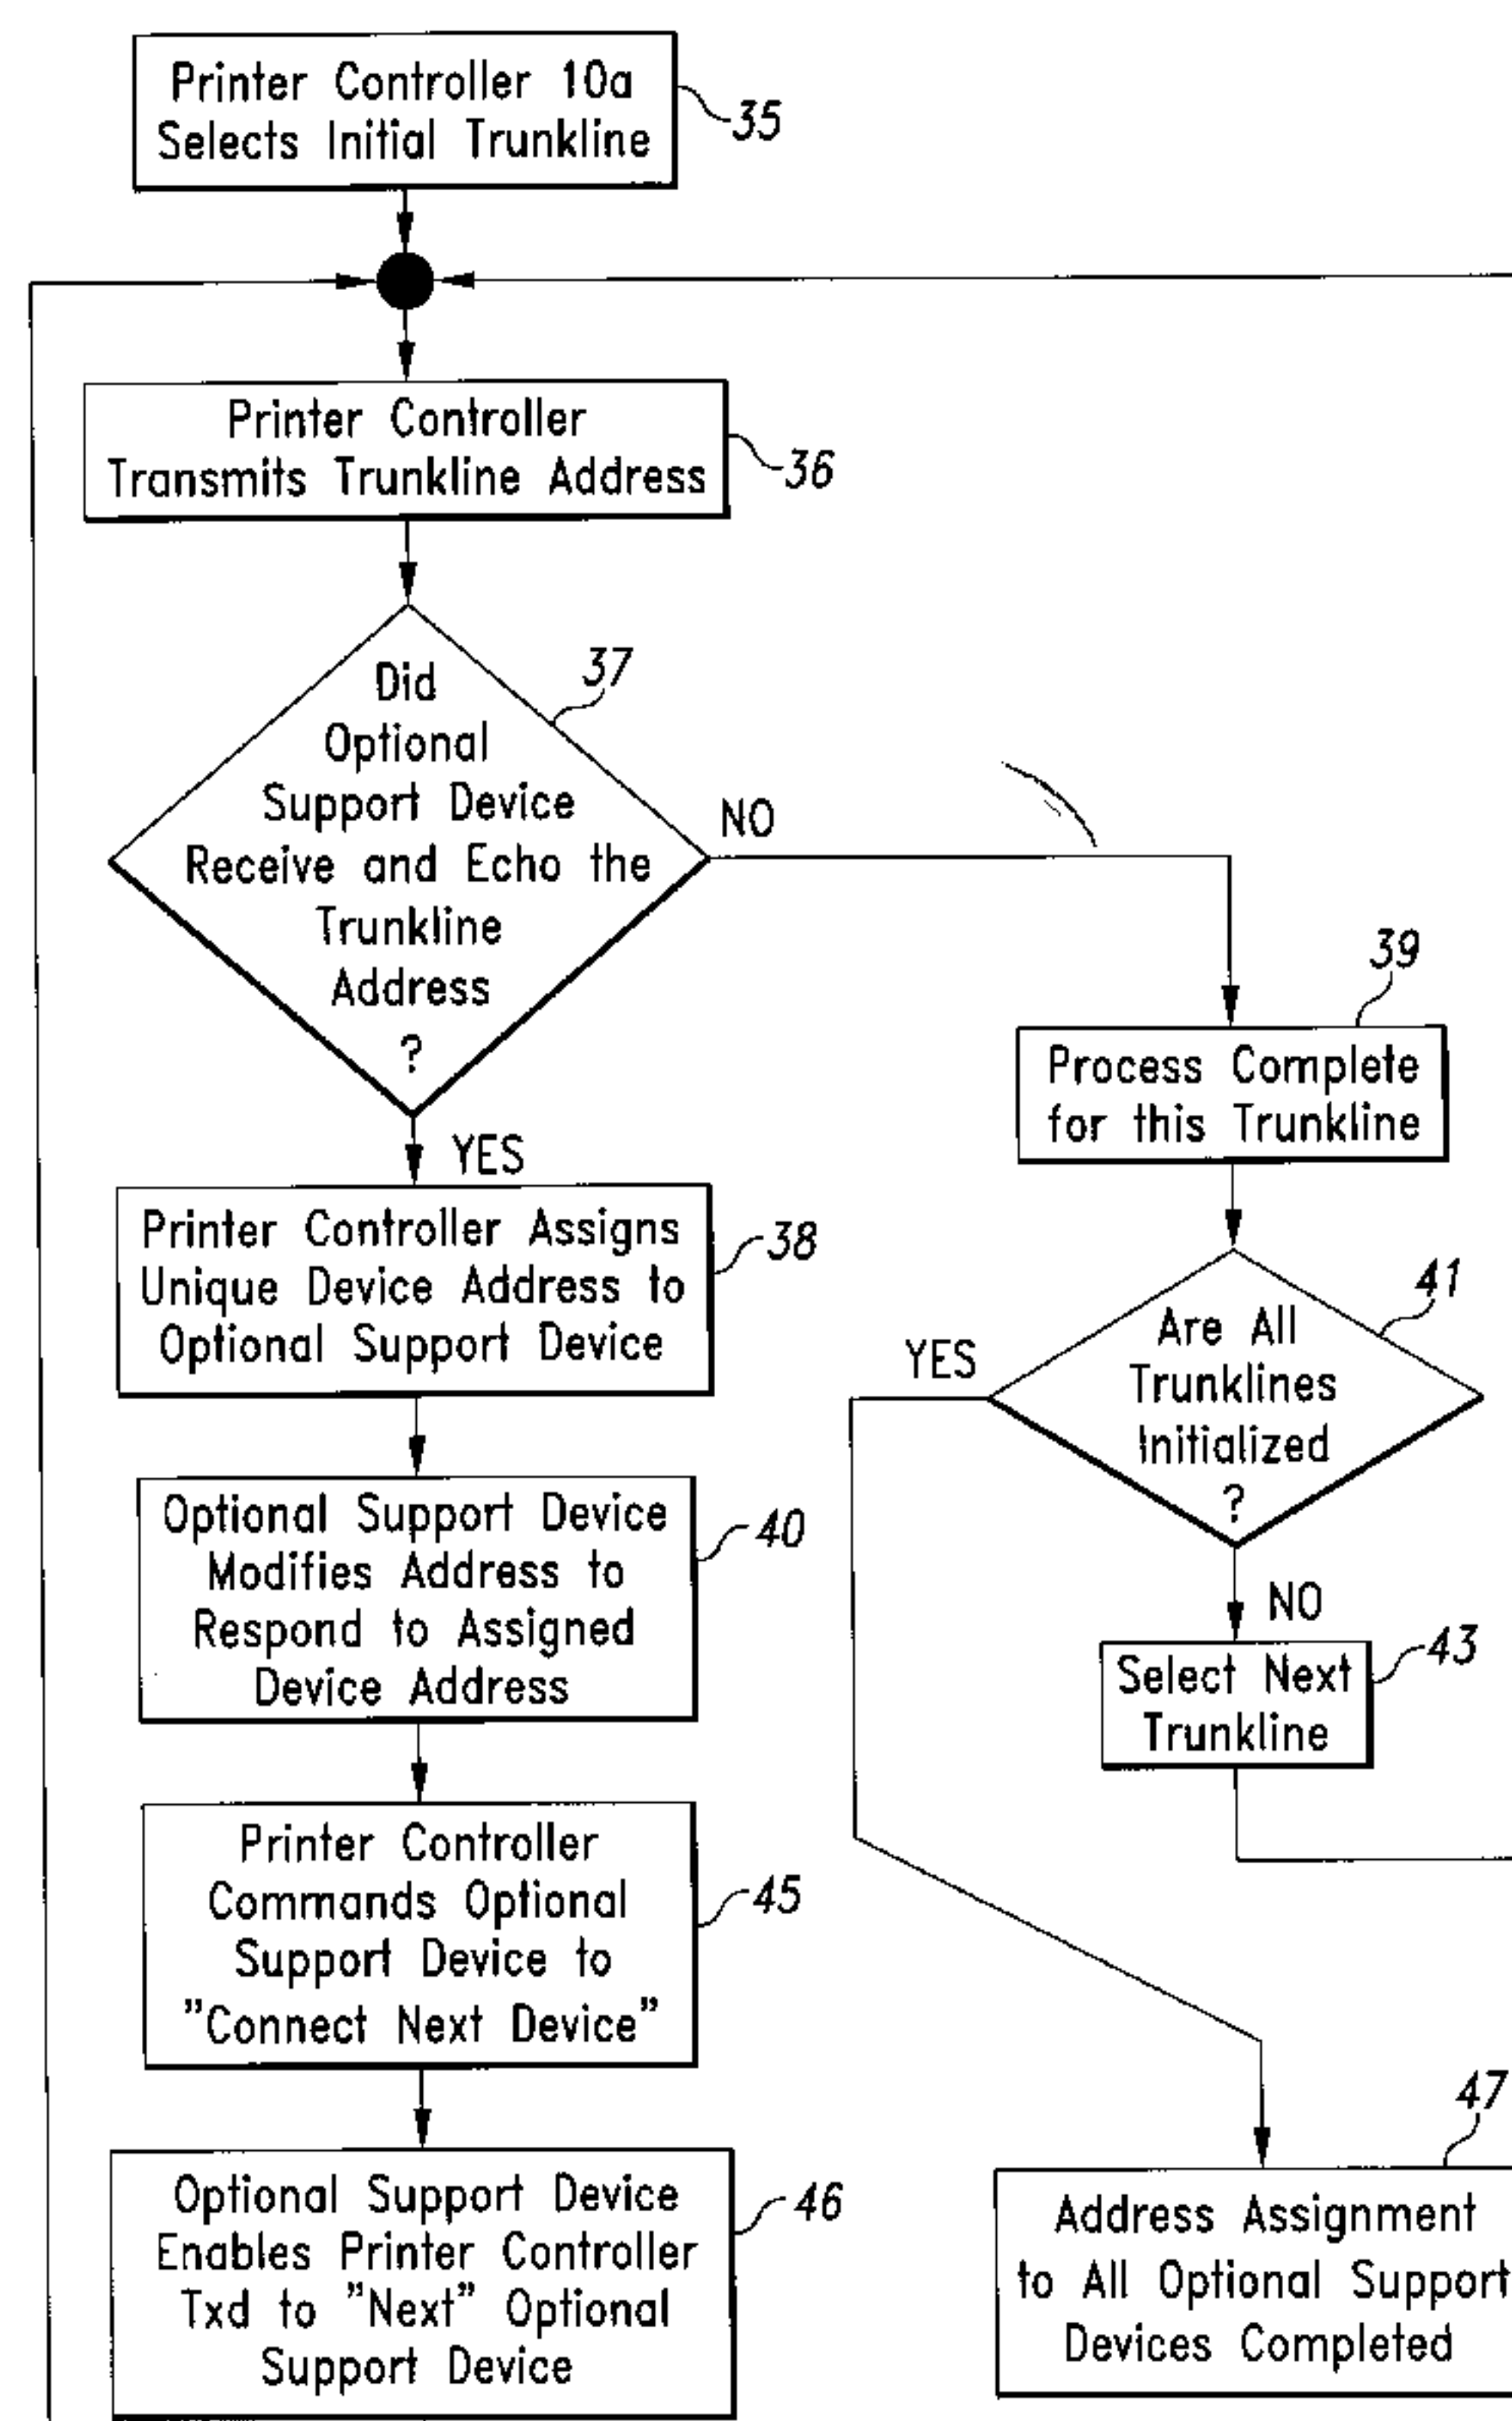 Printer Controller 10a
Selects Initial Trunkline
35
Printer Controller
Transmits Trunkline Address
36
Did
Optional
Support Device
Receive and Echo the
Trunkline
Address
?
37
NO
YES
Printer Controller Assigns
Unique Device Address to
Optional Support Device
38
Optional Support Device
Modifies Address to
Respond to Assigned
Device Address
40
Printer Controller
Commands Optional
Support Device to
"Connect Next Device"
45
Optional Support Device
Enables Printer Controller
Txd to "Next" Optional
Support Device
46
Process Complete
for this Trunkline
39
Are All
Trunklines
Initialized
?
41
YES
NO
Select Next
Trunkline
43
Address Assignment
to All Optional Support
Devices Completed
47